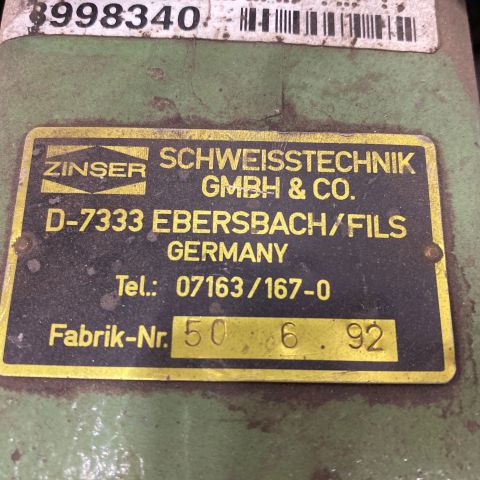 8998340
ZINSER
SCHWEISSTECHNIK
GMBH & CO.
D-7333 EBERSBACH/FILS
GERMANY
Tel.: 07163/167-0
Fabrik-Nr. 50 . 6 . 92